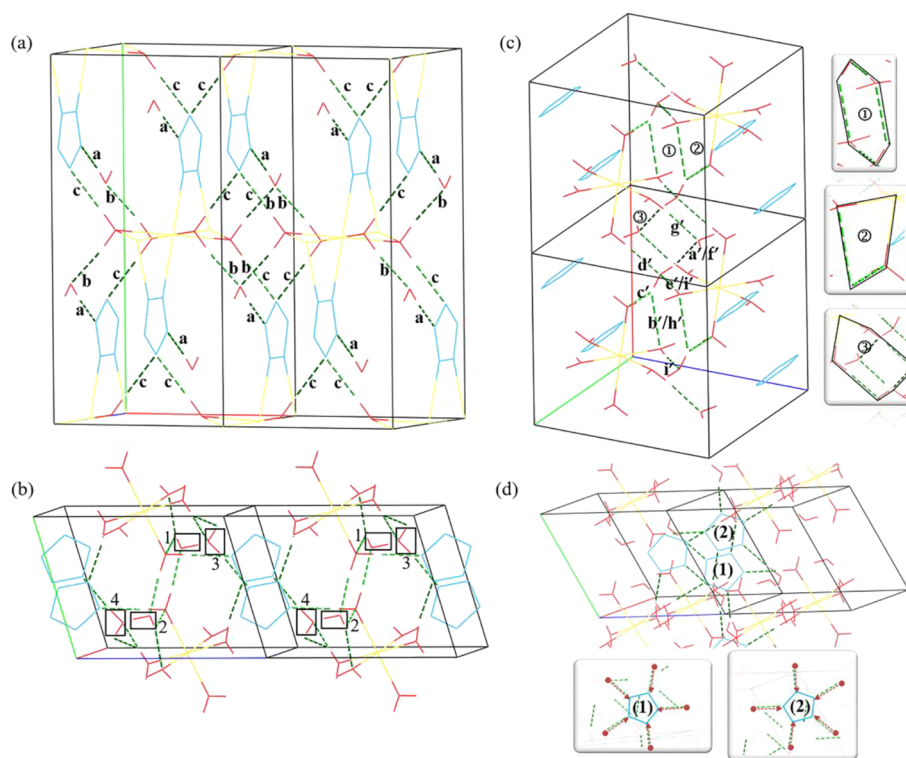 (a)
c c c c
a a
a a
c c c c
b b b b
b c b c b c b c
a a
a a
c c c c
(b)
1 1
3 3
4 4
2 2
(c)
① ②
③
g′
a′/f′
d′
e′/i′
c′
b′/h′
i′
①
②
③
(d)
(2)
(1)
(1) (2)